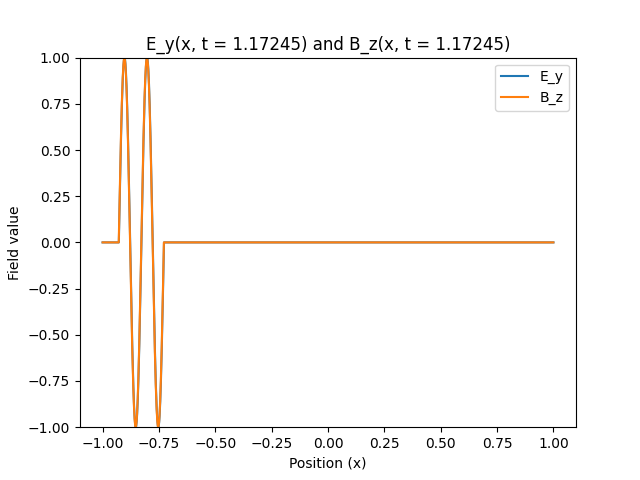 E_y(x, t = 1.17245) and B_z(x, t = 1.17245)
1.00
0.75
0.50
0.25
0.00
−0.25
−0.50
−0.75
−1.00
Field value
E_y
B_z
−1.00 −0.75 −0.50 −0.25 0.00 0.25 0.50 0.75 1.00
Position (x)